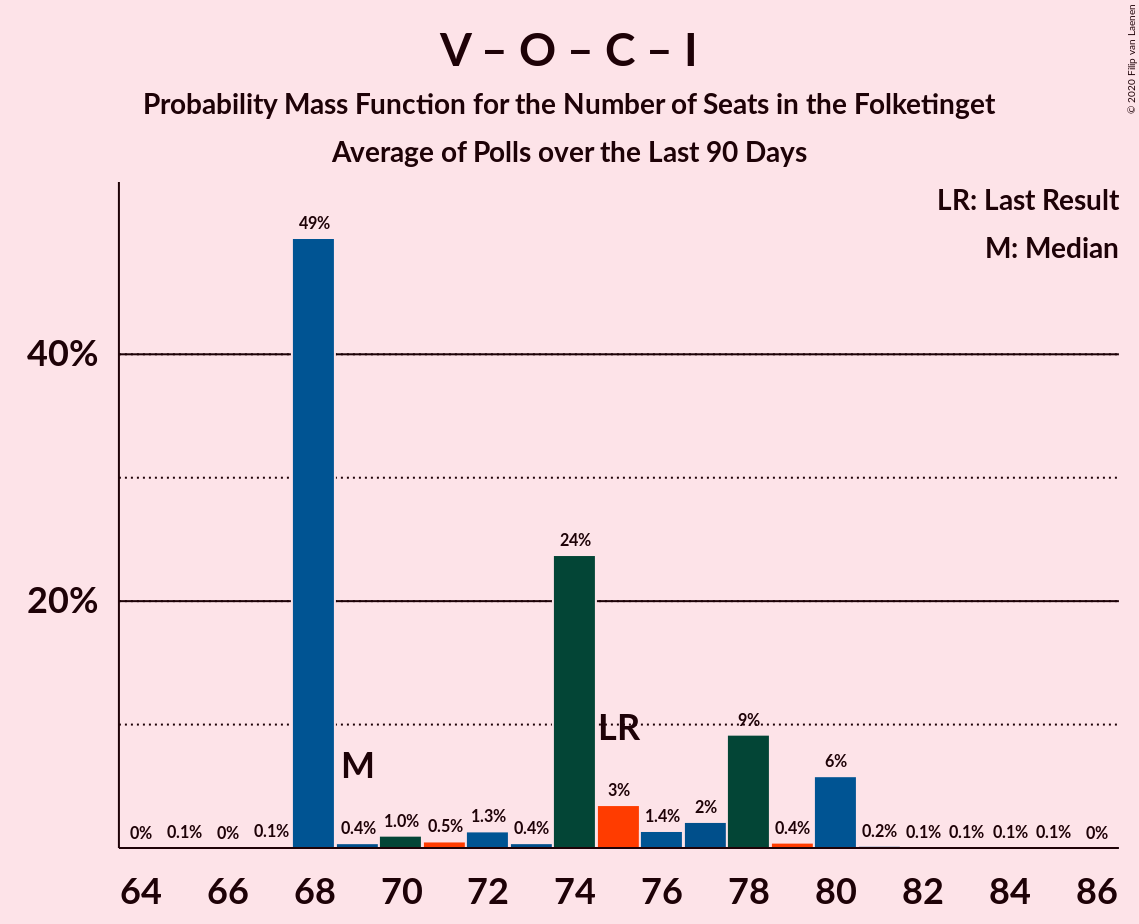 V – O – C – I
Probability Mass Function for the Number of Seats in the Folketinget
Average of Polls over the Last 90 Days
© 2020 Filip van Laenen
LR: Last Result
M: Median
40%
20%
0%
0.1%
0%
0.1%
49%
0.4%
1.0%
0.5%
1.3%
0.4%
24%
3%
1.4%
2%
9%
0.4%
6%
0.2%
0.1%
0.1%
0.1%
0.1%
0%
M
LR
64 66 68 70 72 74 76 78 80 82 84 86